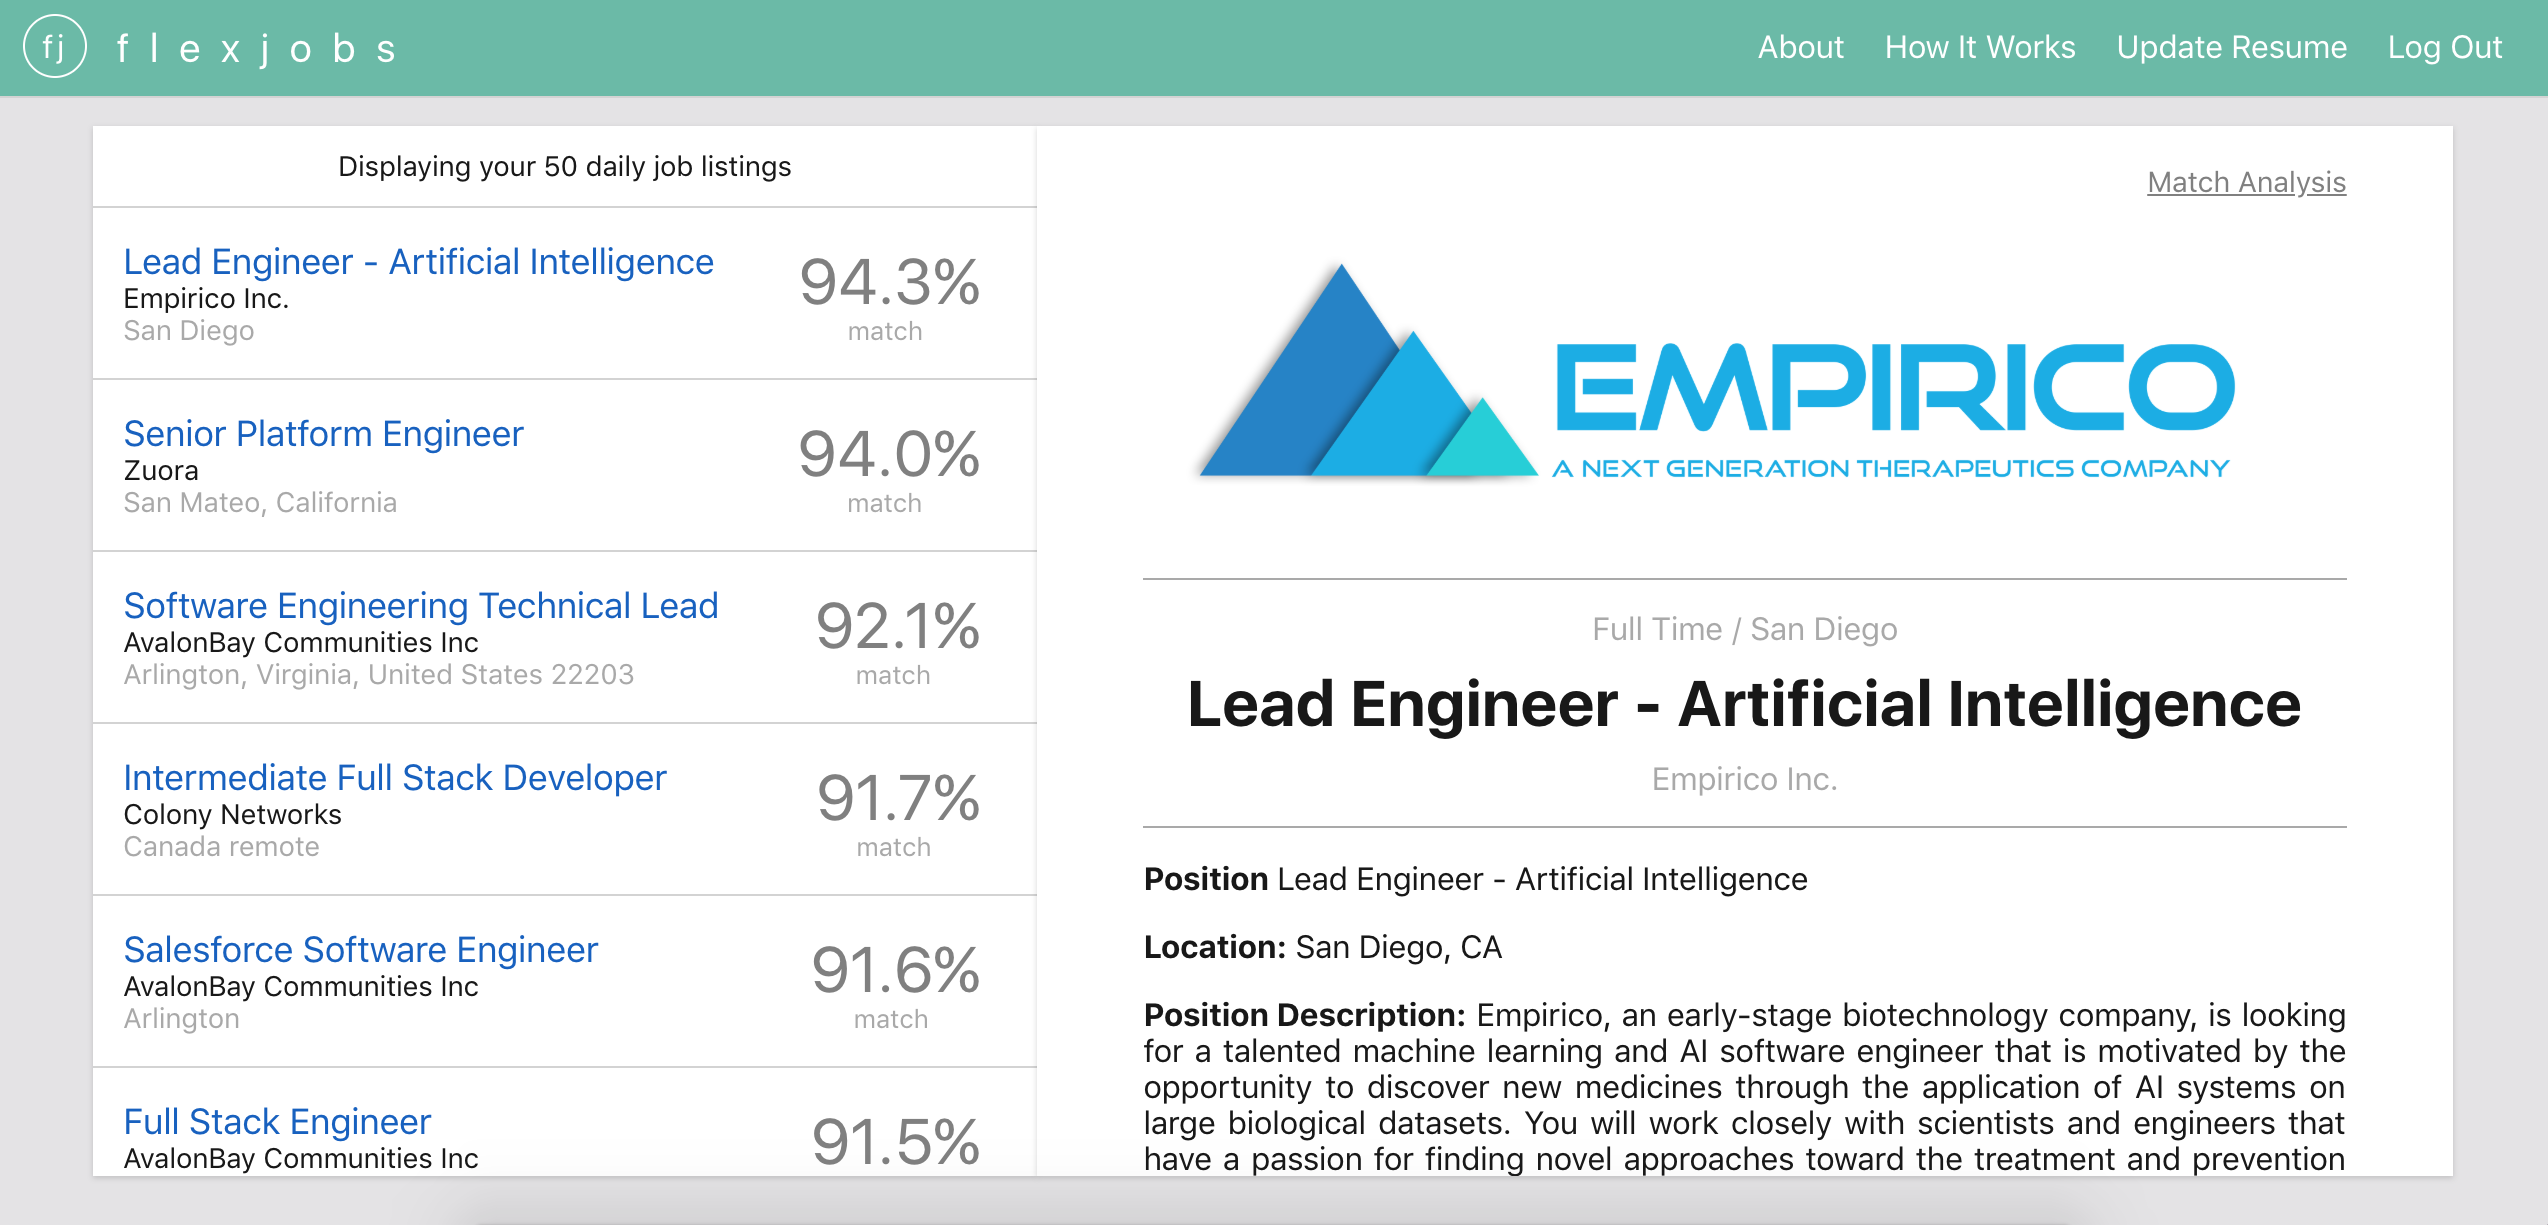 fj flexjobs
About How It Works Update Resume Log Out
Displaying your 50 daily job listings
Lead Engineer - Artificial Intelligence
Empirico Inc.
San Diego
94.3%
match
Senior Platform Engineer
Zuora
San Mateo, California
94.0%
match
Software Engineering Technical Lead
AvalonBay Communities Inc
Arlington, Virginia, United States 22203
92.1%
match
Intermediate Full Stack Developer
Colony Networks
Canada remote
91.7%
match
Salesforce Software Engineer
AvalonBay Communities Inc
Arlington
91.6%
match
Full Stack Engineer
AvalonBay Communities Inc
91.5%
Match Analysis
EMPIRICO
A NEXT GENERATION THERAPEUTICS COMPANY
Full Time / San Diego
Lead Engineer - Artificial Intelligence
Empirico Inc.
Position Lead Engineer - Artificial Intelligence
Location: San Diego, CA
Position Description: Empirico, an early-stage biotechnology company, is looking
for a talented machine learning and AI software engineer that is motivated by the
opportunity to discover new medicines through the application of AI systems on
large biological datasets. You will work closely with scientists and engineers that
have a passion for finding novel approaches toward the treatment and prevention